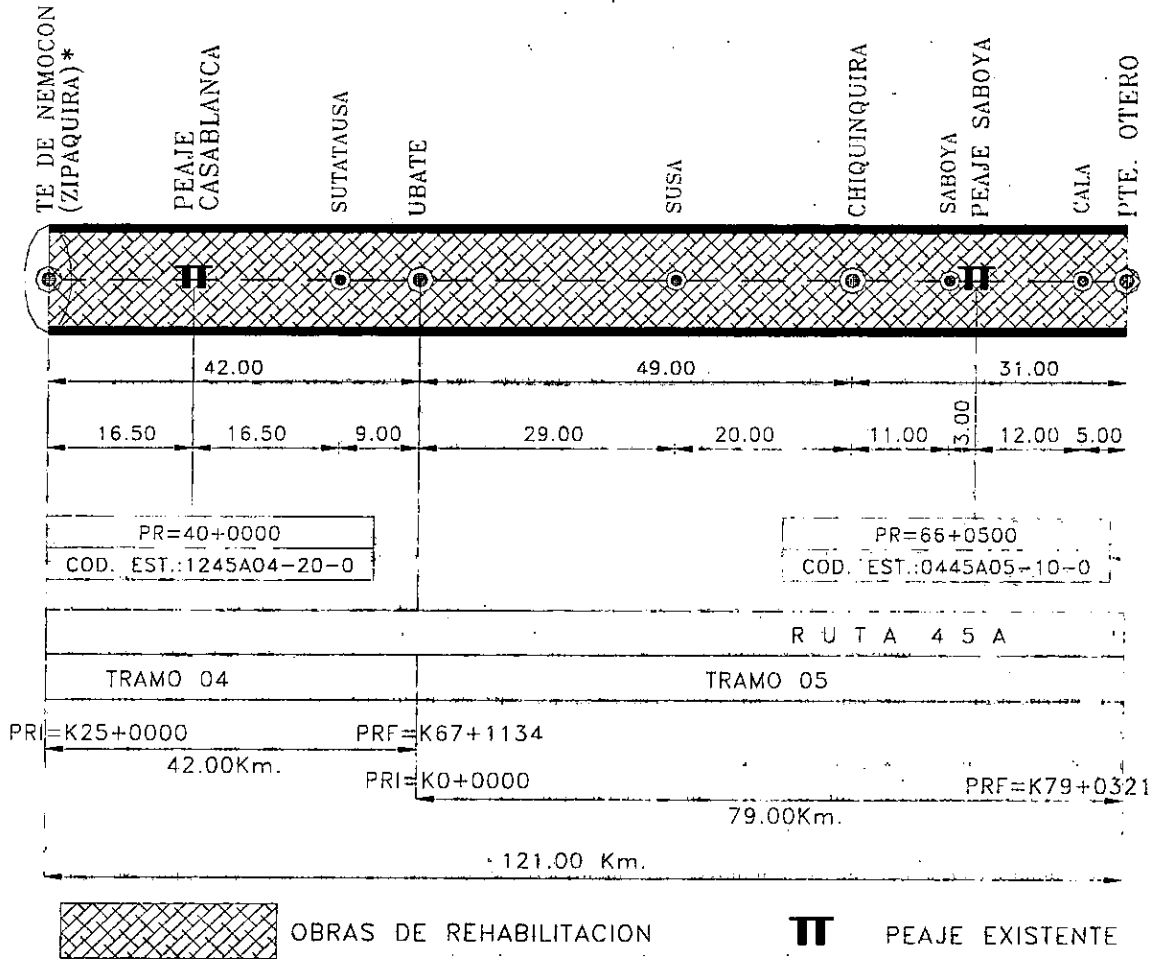 TE DE NEMOCON
(ZIPAQUIRA)*
PEAJE
CASABLANCA
SUTATAUSA
UBATE
SUSA
CHIQUINQUIRA
SABOYA
PEAJE SABOYA
CALA
PTE. OTERO
42.00
49.00
31.00
16.50
16.50
9.00
29.00
20.00
11.00
3.00
12.00
5.00
PR=40+0000
COD. EST.:1245A04-20-0
PR=66+0500
COD. EST.:0445A05-10-0
RUTA 45A
TRAMO 04
TRAMO 05
PRI=K25+0000
PRF=K67+1134
42.00Km.
PRI=K0+0000
PRF=K79+0321
79.00Km.
121.00 Km.
OBRAS DE REHABILITACION
PEAJE EXISTENTE